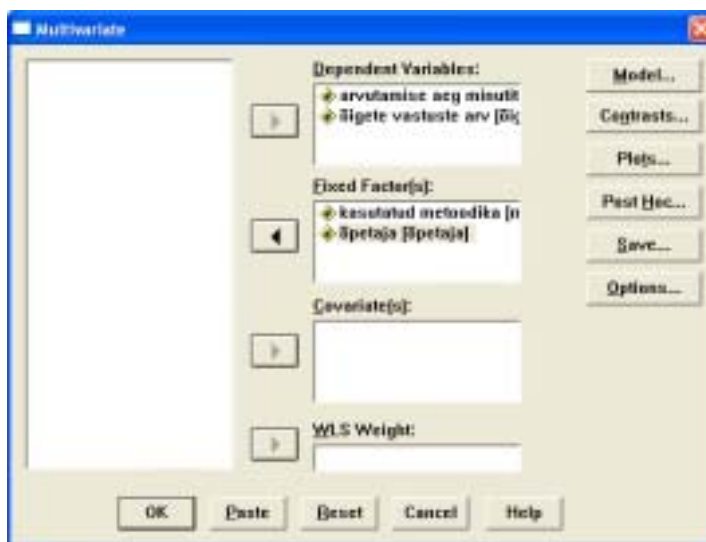 Multivariate
Dependent Variables:
arvutamise aeg minutit
õigete vastuste arv [õig
Fixed Factor(s):
kasutatud metoodika [m
õpetaja [õpetaja]
Covariate(s):
WLS Weight:
Model...
Contrasts...
Plots...
Post Hoc...
Save...
Options...
OK
Paste
Reset
Cancel
Help